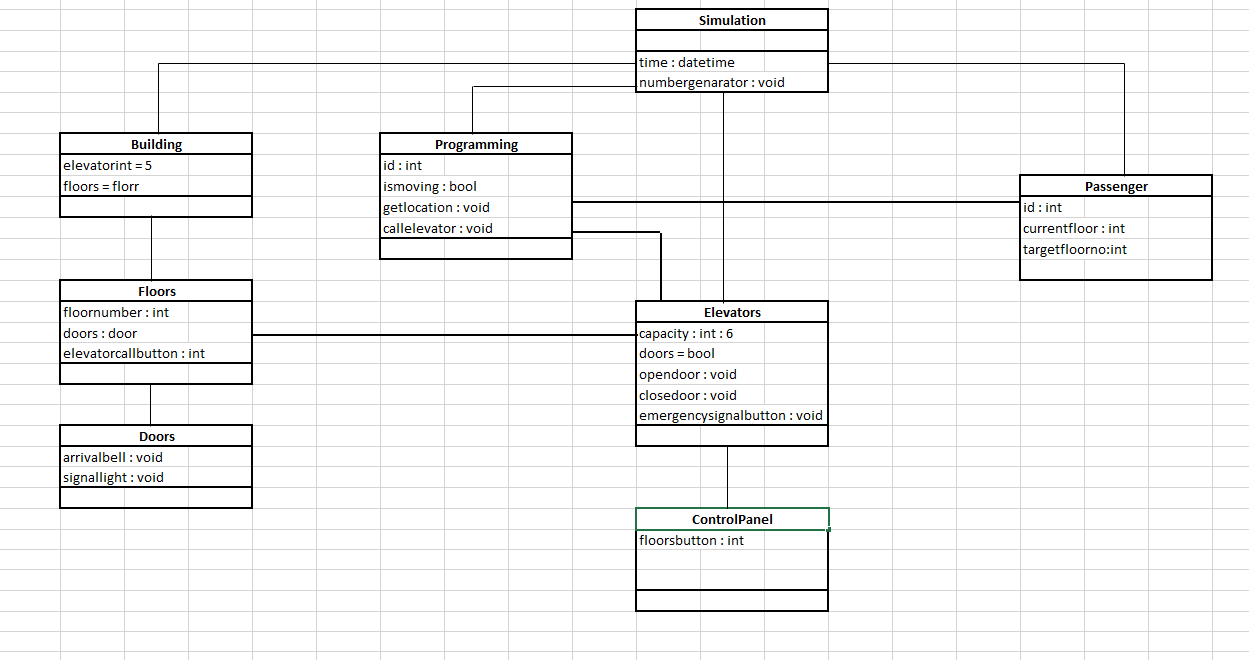 Simulation
time : datetime
numbergenarator : void
Building
elevatorint = 5
floors = florr
Programming
id : int
ismoving : bool
getlocation : void
callelevator : void
Passenger
id : int
currentfloor : int
targetfloorno:int
Floors
floornumber : int
doors : door
elevatorcallbutton : int
Elevators
capacity : int : 6
doors = bool
opendoor : void
closedoor : void
emergencysignalbutton : void
Doors
arrivalbell : void
signallight : void
ControlPanel
floorsbutton : int